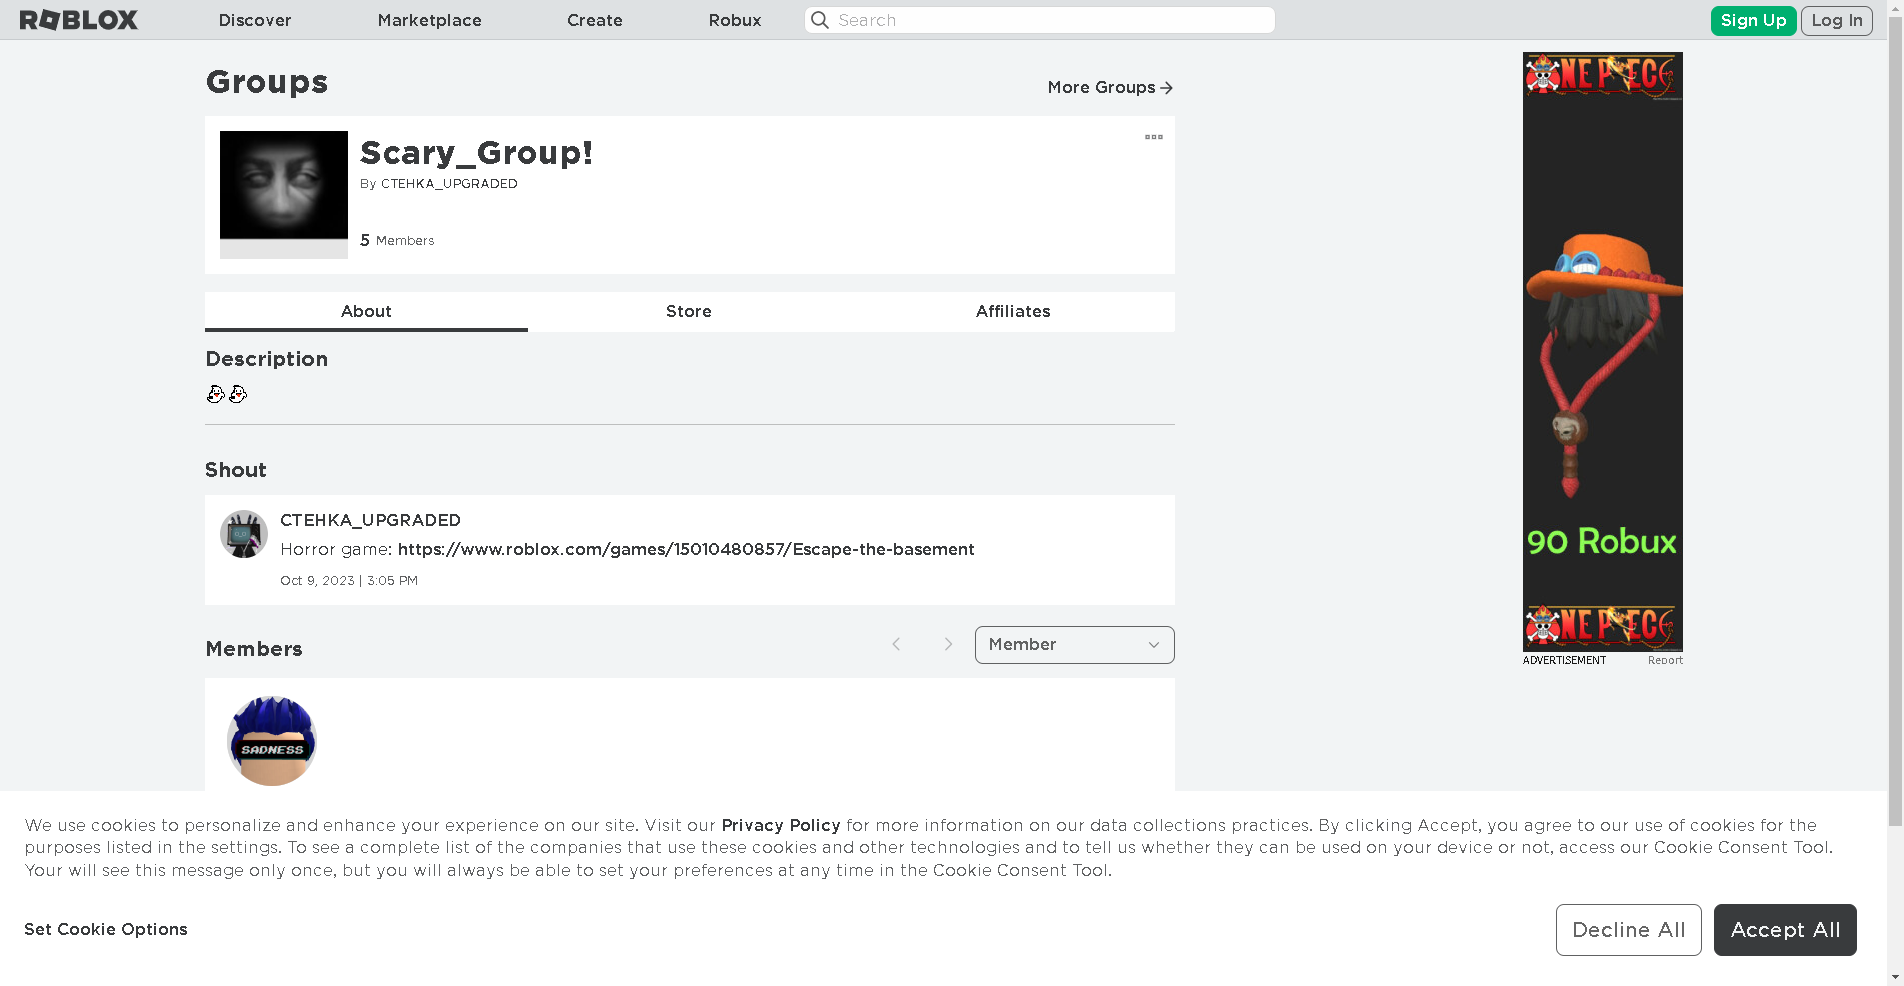 ROBLOX
Discover
Marketplace
Create
Robux
Search
Sign Up
Log In
Groups
More Groups
Scary_Group!
By CTEHKA_UPGRADED
5 Members
About
Store
Affiliates
Description
Shout
CTEHKA_UPGRADED
Horror game: https://www.roblox.com/games/15010480857/Escape-the-basement
Oct 9, 2023 | 3:05 PM
Members
Member
SADNESS
ONE PIECE
90 Robux
ONE PIECE
ADVERTISEMENT
Report
We use cookies to personalize and enhance your experience on our site. Visit our Privacy Policy for more information on our data collections practices. By clicking Accept, you agree to our use of cookies for the
purposes listed in the settings. To see a complete list of the companies that use these cookies and other technologies and to tell us whether they can be used on your device or not, access our Cookie Consent Tool.
Your will see this message only once, but you will always be able to set your preferences at any time in the Cookie Consent Tool.
Set Cookie Options
Decline All
Accept All